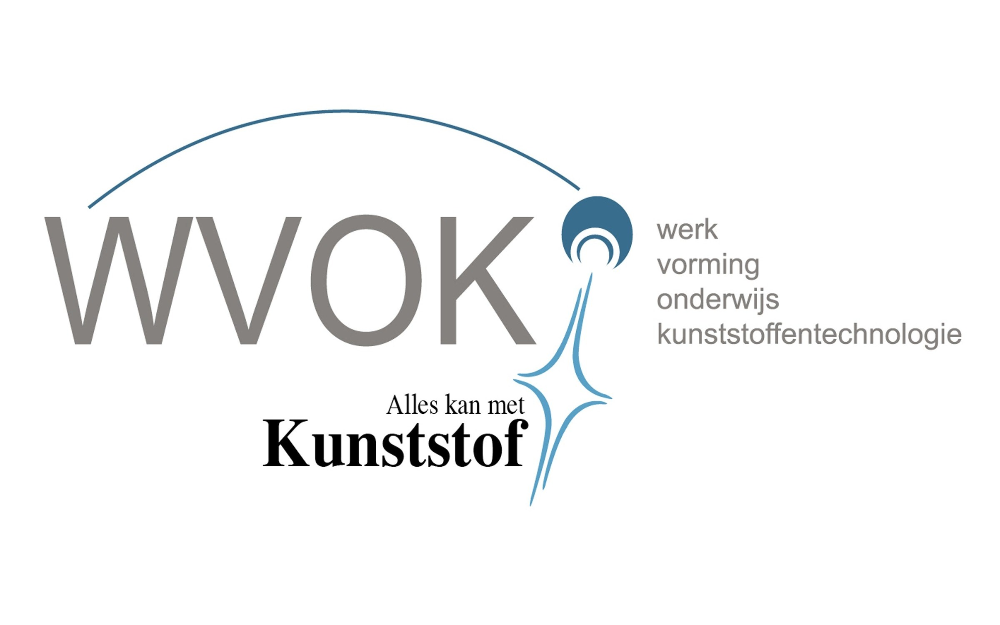 WVOK
werk
vorming
onderwijs
kunststoffentechnologie
Alles kan met
Kunststof